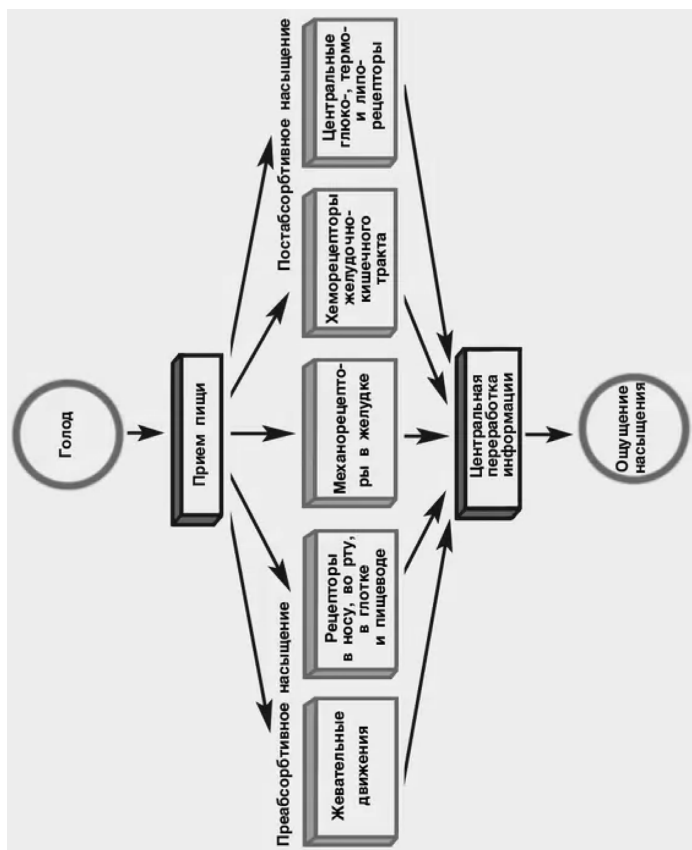 Голод
Прием пищи
Преабсорбтивное насыщение
Постабсорбтивное насыщение
Жевательные
движения
Рецепторы
в носу, во рту,
в глотке
и пищеводе
Механорецепто-
ры в желудке
Хеморецепторы
желудочно-
кишечного
тракта
Центральные
глюко-, термо-
и липо-
рецепторы
Центральная
переработка
информации
Ощущение
насыщения